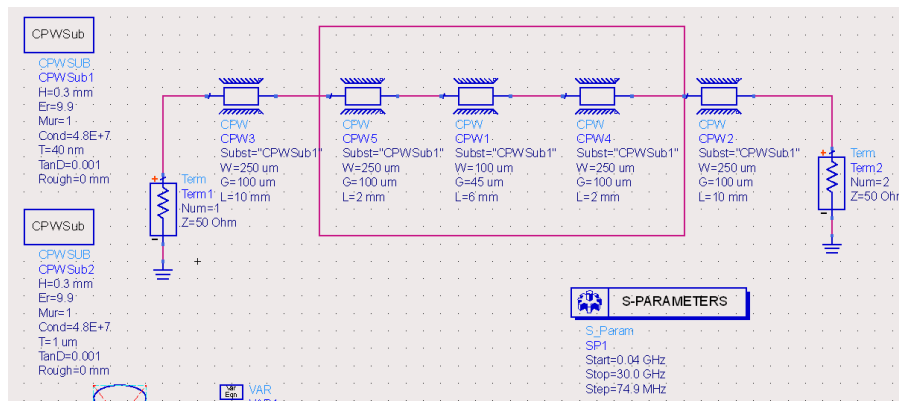 CPWSub
CPWSUB
CPWSub1
H=0.3 mm
Er=9.9
Mur=1
Cond=4.8E+7
T=40 nm
TanD=0.001
Rough=0 mm
CPWSub
CPWSUB
CPWSub2
H=0.3 mm
Er=9.9
Mur=1
Cond=4.8E+7
T=1 um
TanD=0.001
Rough=0 mm
Term
Term1
Num=1
Z=50 Ohm
CPW
CPW3
Subst="CPWSub1"
W=250 um
G=100 um
L=10 mm
CPW
CPW5
Subst="CPWSub1"
W=250 um
G=100 um
L=2 mm
CPW
CPW1
Subst="CPWSub1"
W=100 um
G=45 um
L=6 mm
CPW
CPW4
Subst="CPWSub1"
W=250 um
G=100 um
L=2 mm
CPW
CPW2
Subst="CPWSub1"
W=250 um
G=100 um
L=10 mm
Term
Term2
Num=2
Z=50 Ohm
S-PARAMETERS
S_Param
SP1
Start=0.04 GHz
Stop=30.0 GHz
Step=74.9 MHz
Var
Eqn
VAR